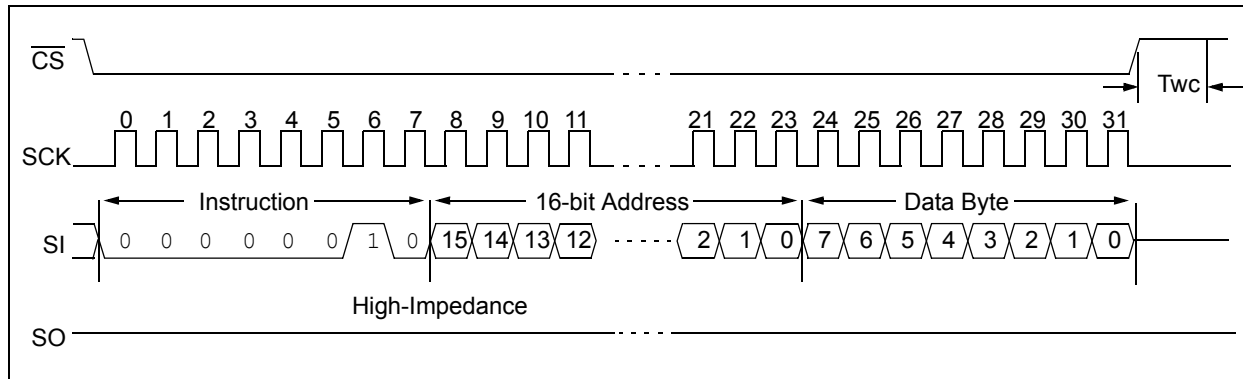 CS
Twc
0 1 2 3 4 5 6 7 8 9 10 11 21 22 23 24 25 26 27 28 29 30 31
SCK
Instruction 16-bit Address Data Byte
SI 0 0 0 0 0 0 1 0 15 14 13 12 2 1 0 7 6 5 4 3 2 1 0
High-Impedance
SO